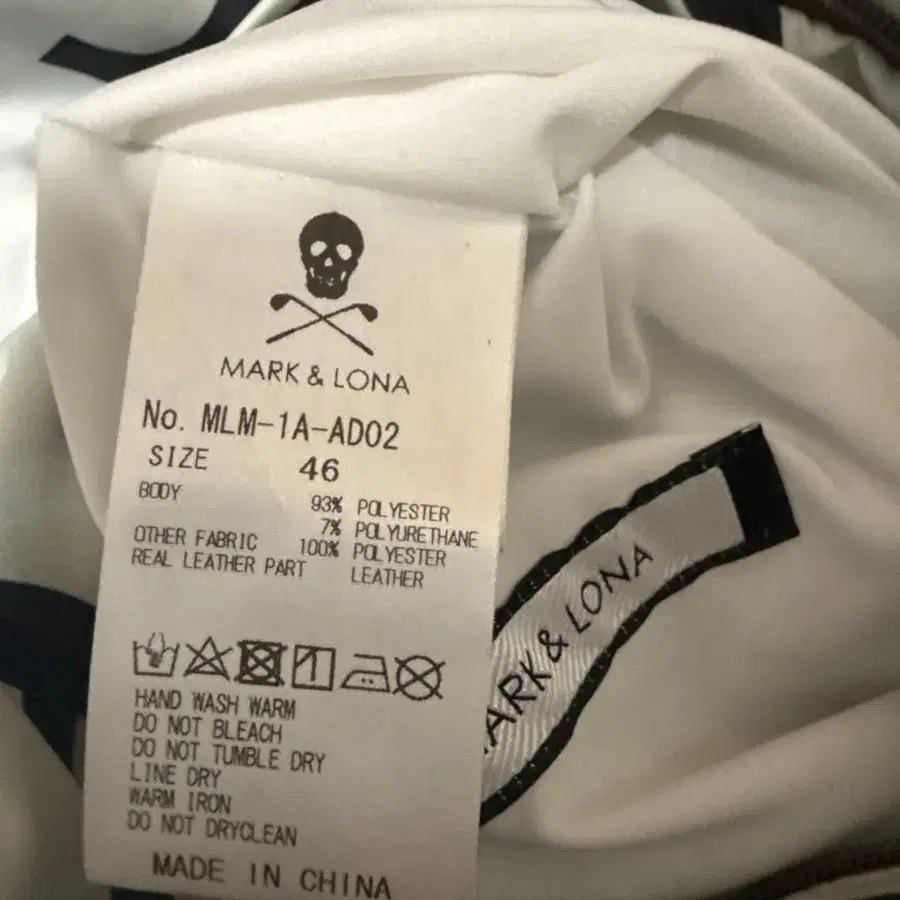 MARK & LONA
No. MLM-1A-AD02
SIZE 46
BODY 93% POLYESTER
7% POLYURETHANE
OTHER FABRIC 100% POLYESTER
REAL LEATHER PART LEATHER
HAND WASH WARM
DO NOT BLEACH
DO NOT TUMBLE DRY
LINE DRY
WARM IRON
DO NOT DRYCLEAN
MADE IN CHINA
ARK & LONA